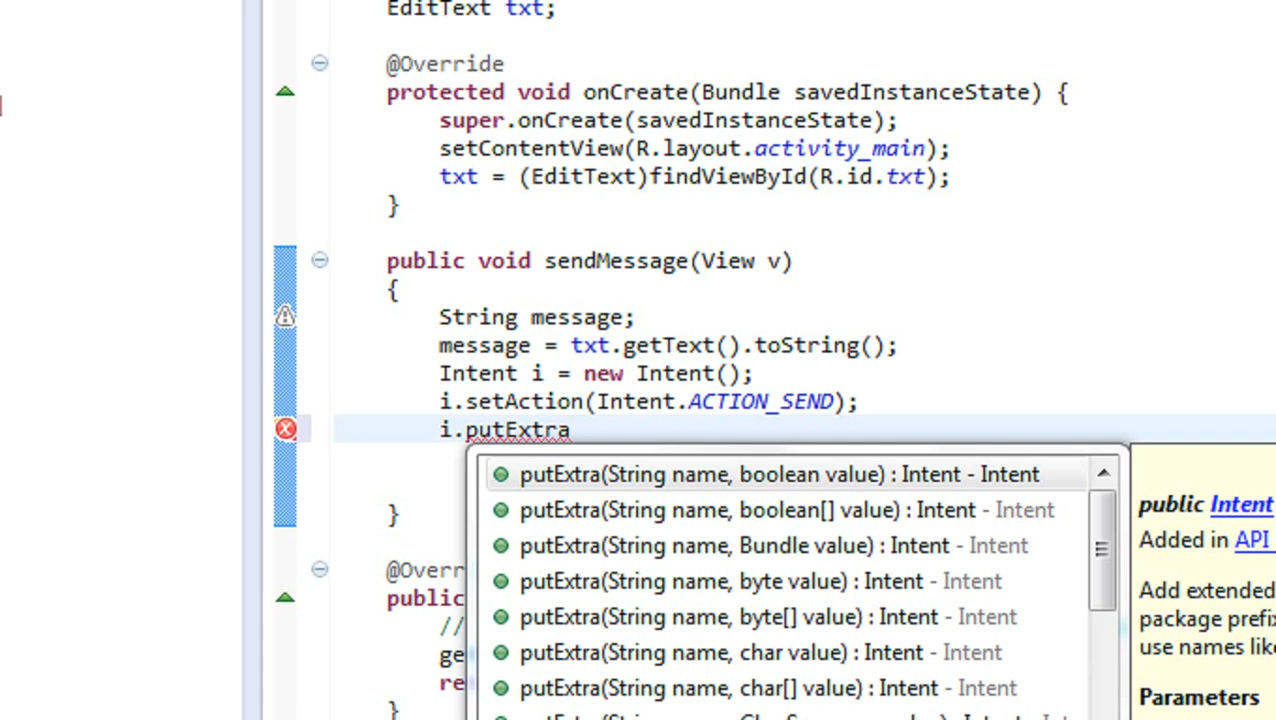 EditText txt;
@Override
protected void onCreate(Bundle savedInstanceState) {
super.onCreate(savedInstanceState);
setContentView(R.layout.activity_main);
txt = (EditText)findViewById(R.id.txt);
}
public void sendMessage(View v)
{
String message;
message = txt.getText().toString();
Intent i = new Intent();
i.setAction(Intent.ACTION_SEND);
i.putExtra
putExtra(String name, boolean value) : Intent - Intent
putExtra(String name, boolean[] value) : Intent - Intent
putExtra(String name, Bundle value) : Intent - Intent
putExtra(String name, byte value) : Intent - Intent
putExtra(String name, byte[] value) : Intent - Intent
putExtra(String name, char value) : Intent - Intent
putExtra(String name, char[] value) : Intent - Intent
public Intent
Added in API
Add extended
package prefix
use names like
Parameters
}
@Overr
public
//
ge
re
}